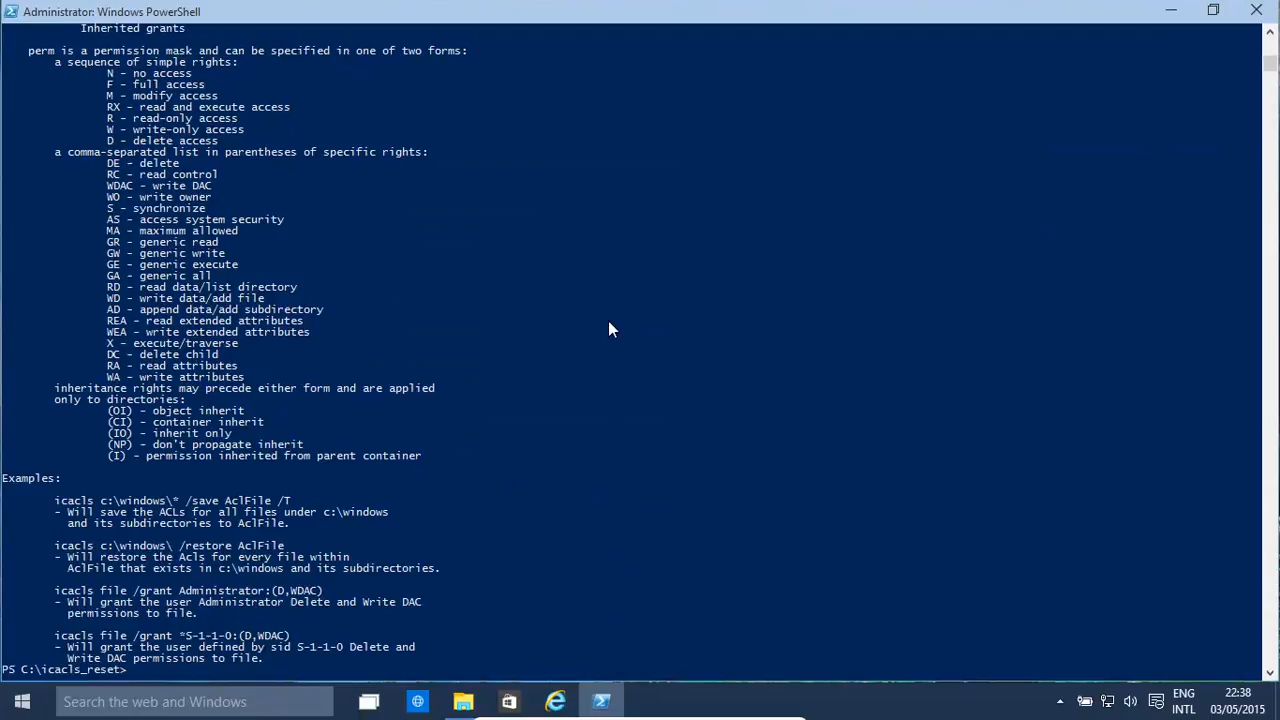 Administrator: Windows PowerShell
Inherited grants
perm is a permission mask and can be specified in one of two forms:
a sequence of simple rights:
N - no access
F - full access
M - modify access
RX - read and execute access
R - read-only access
W - write-only access
D - delete access
a comma-separated list in parentheses of specific rights:
DE - delete
RC - read control
WDAC - write DAC
WO - write owner
S - synchronize
AS - access system security
MA - maximum allowed
GR - generic read
GW - generic write
GE - generic execute
GA - generic all
RD - read data/list directory
WD - write data/add file
AD - append data/add subdirectory
REA - read extended attributes
WEA - write extended attributes
X - execute/traverse
DC - delete child
RA - read attributes
WA - write attributes
inheritance rights may precede either form and are applied
only to directories:
(OI) - object inherit
(CI) - container inherit
(IO) - inherit only
(NP) - don't propagate inherit
(I) - permission inherited from parent container
Examples:
icacls c:\windows\* /save AclFile /T
- Will save the ACLs for all files under c:\windows
and its subdirectories to AclFile.
icacls c:\windows\ /restore AclFile
- Will restore the Acls for every file within
AclFile that exists in c:\windows and its subdirectories.
icacls file /grant Administrator:(D,WDAC)
- Will grant the user Administrator Delete and Write DAC
permissions to file.
icacls file /grant *S-1-1-0:(D,WDAC)
- Will grant the user defined by sid S-1-1-0 Delete and
Write DAC permissions to file.
PS C:\icacls_reset>
Search the web and Windows
ENG
INTL
22:38
03/05/2015